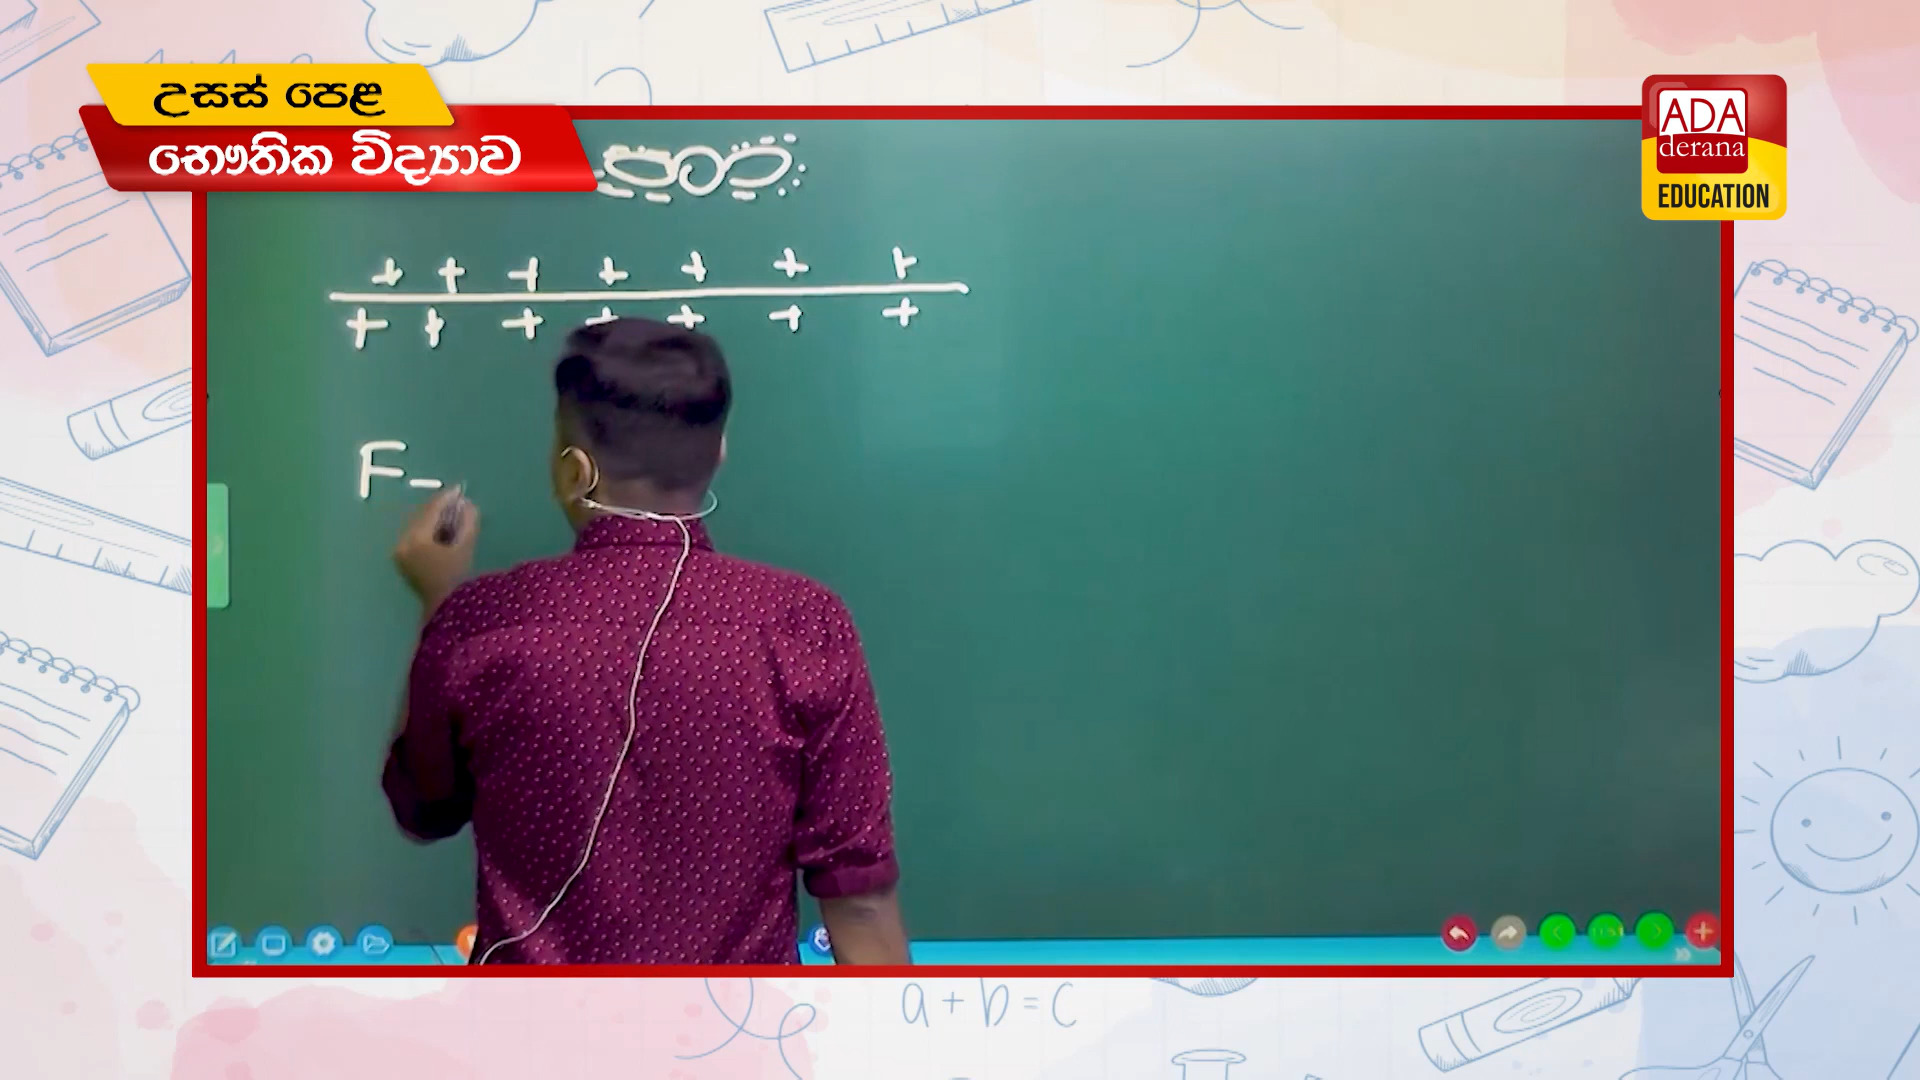 උසස් පෙළ
භෞතික විද්‍යාව
ADA
derana
EDUCATION
+ + + + + + +
+ + + + + + +
F-
a+b=c